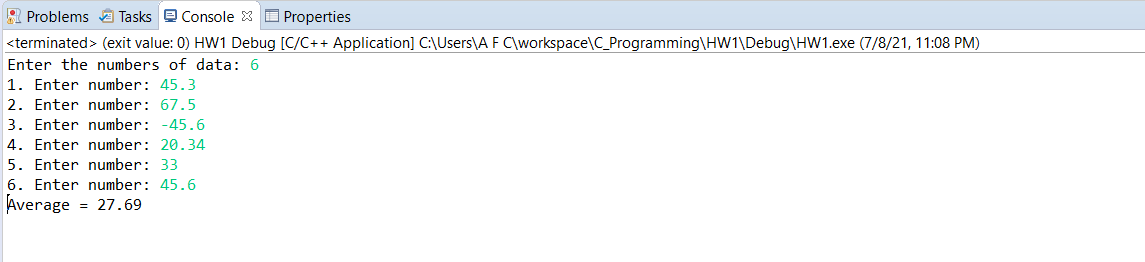 Problems Tasks Console Properties
<terminated> (exit value: 0) HW1 Debug [C/C++ Application] C:\Users\A F C\workspace\C_Programming\HW1\Debug\HW1.exe (7/8/21, 11:08 PM)
Enter the numbers of data: 6
1. Enter number: 45.3
2. Enter number: 67.5
3. Enter number: -45.6
4. Enter number: 20.34
5. Enter number: 33
6. Enter number: 45.6
Average = 27.69